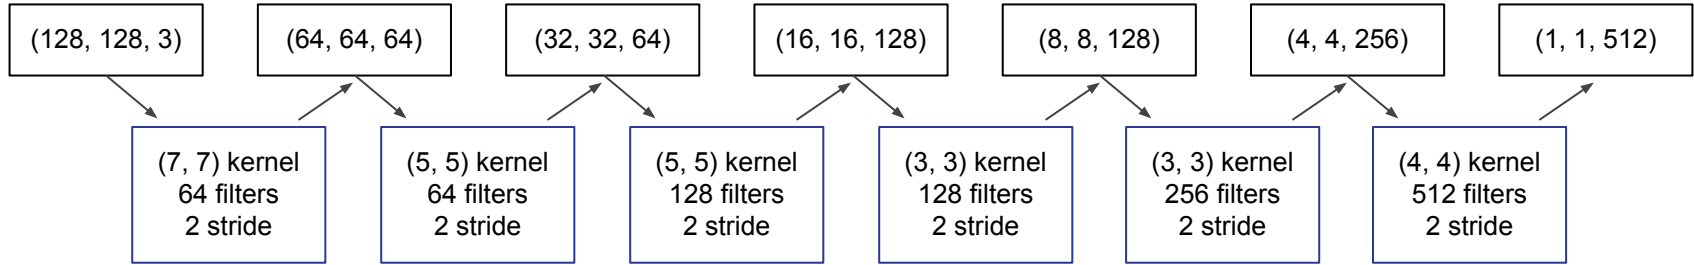 (128, 128, 3)
(64, 64, 64)
(32, 32, 64)
(16, 16, 128)
(8, 8, 128)
(4, 4, 256)
(1, 1, 512)
(7, 7) kernel
64 filters
2 stride
(5, 5) kernel
64 filters
2 stride
(5, 5) kernel
128 filters
2 stride
(3, 3) kernel
128 filters
2 stride
(3, 3) kernel
256 filters
2 stride
(4, 4) kernel
512 filters
2 stride